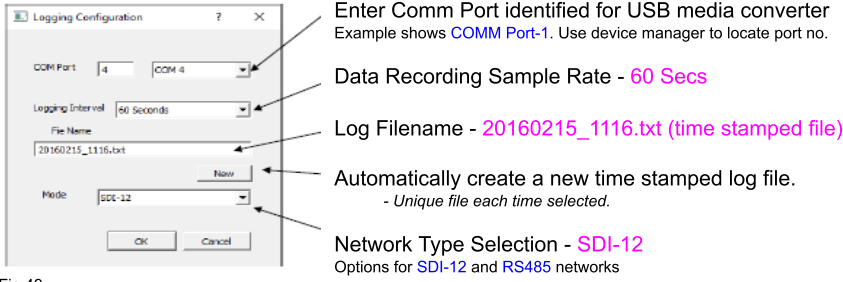 Logging Configuration ? ×
COM Port 4 COM 4
Logging Interval 60 Seconds
File Name
20160215_1116.txt
New
Mode SDI-12
OK Cancel
Enter Comm Port identified for USB media converter
Example shows COMM Port-1. Use device manager to locate port no.
Data Recording Sample Rate - 60 Secs
Log Filename - 20160215_1116.txt (time stamped file)
Automatically create a new time stamped log file.
- Unique file each time selected.
Network Type Selection - SDI-12
Options for SDI-12 and RS485 networks